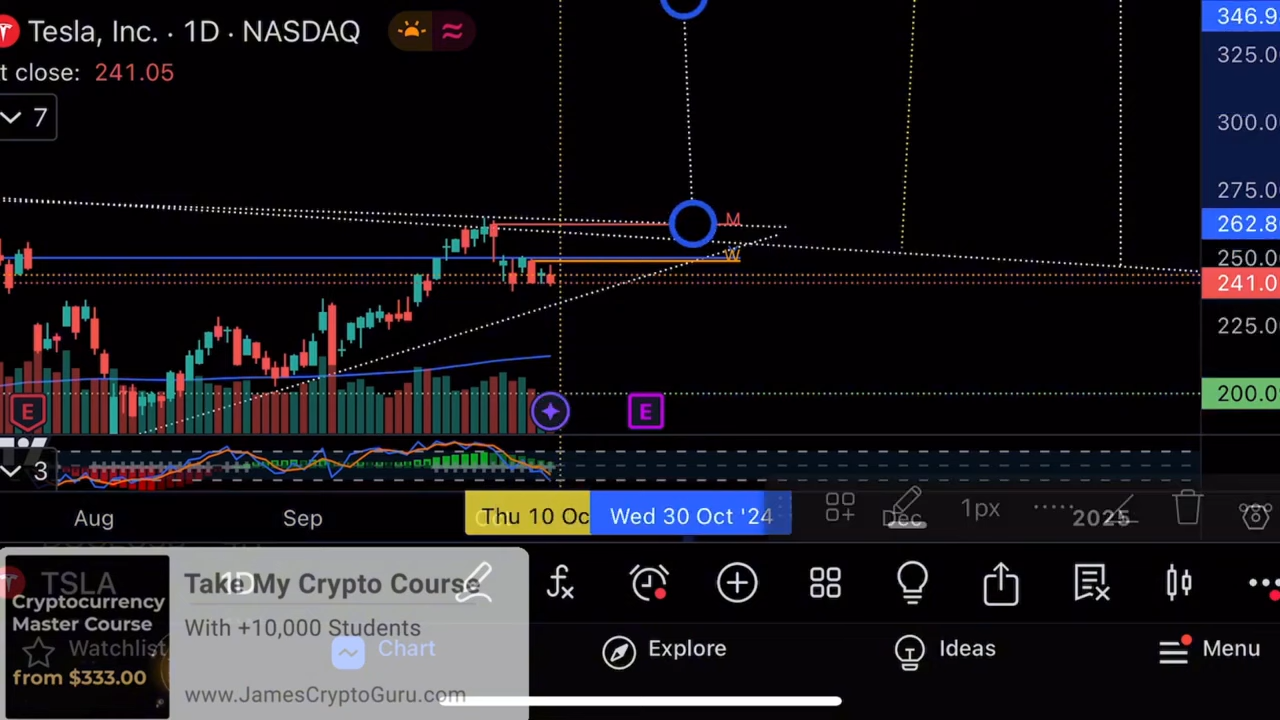 Tesla, Inc. · 1D · NASDAQ
t close: 241.05
7
346.9
325.0
300.0
275.0
262.8
250.0
241.0
225.0
200.0
M
W
E
E
3
Aug
Sep
Thu 10 Oc
Wed 30 Oct '24
Dec
1px
2025
TSLA
1D
Take My Crypto Course
Cryptocurrency
Master Course
With +10,000 Students
Watchlist
Chart
Explore
Ideas
Menu
from $333.00
www.JamesCryptoGuru.com